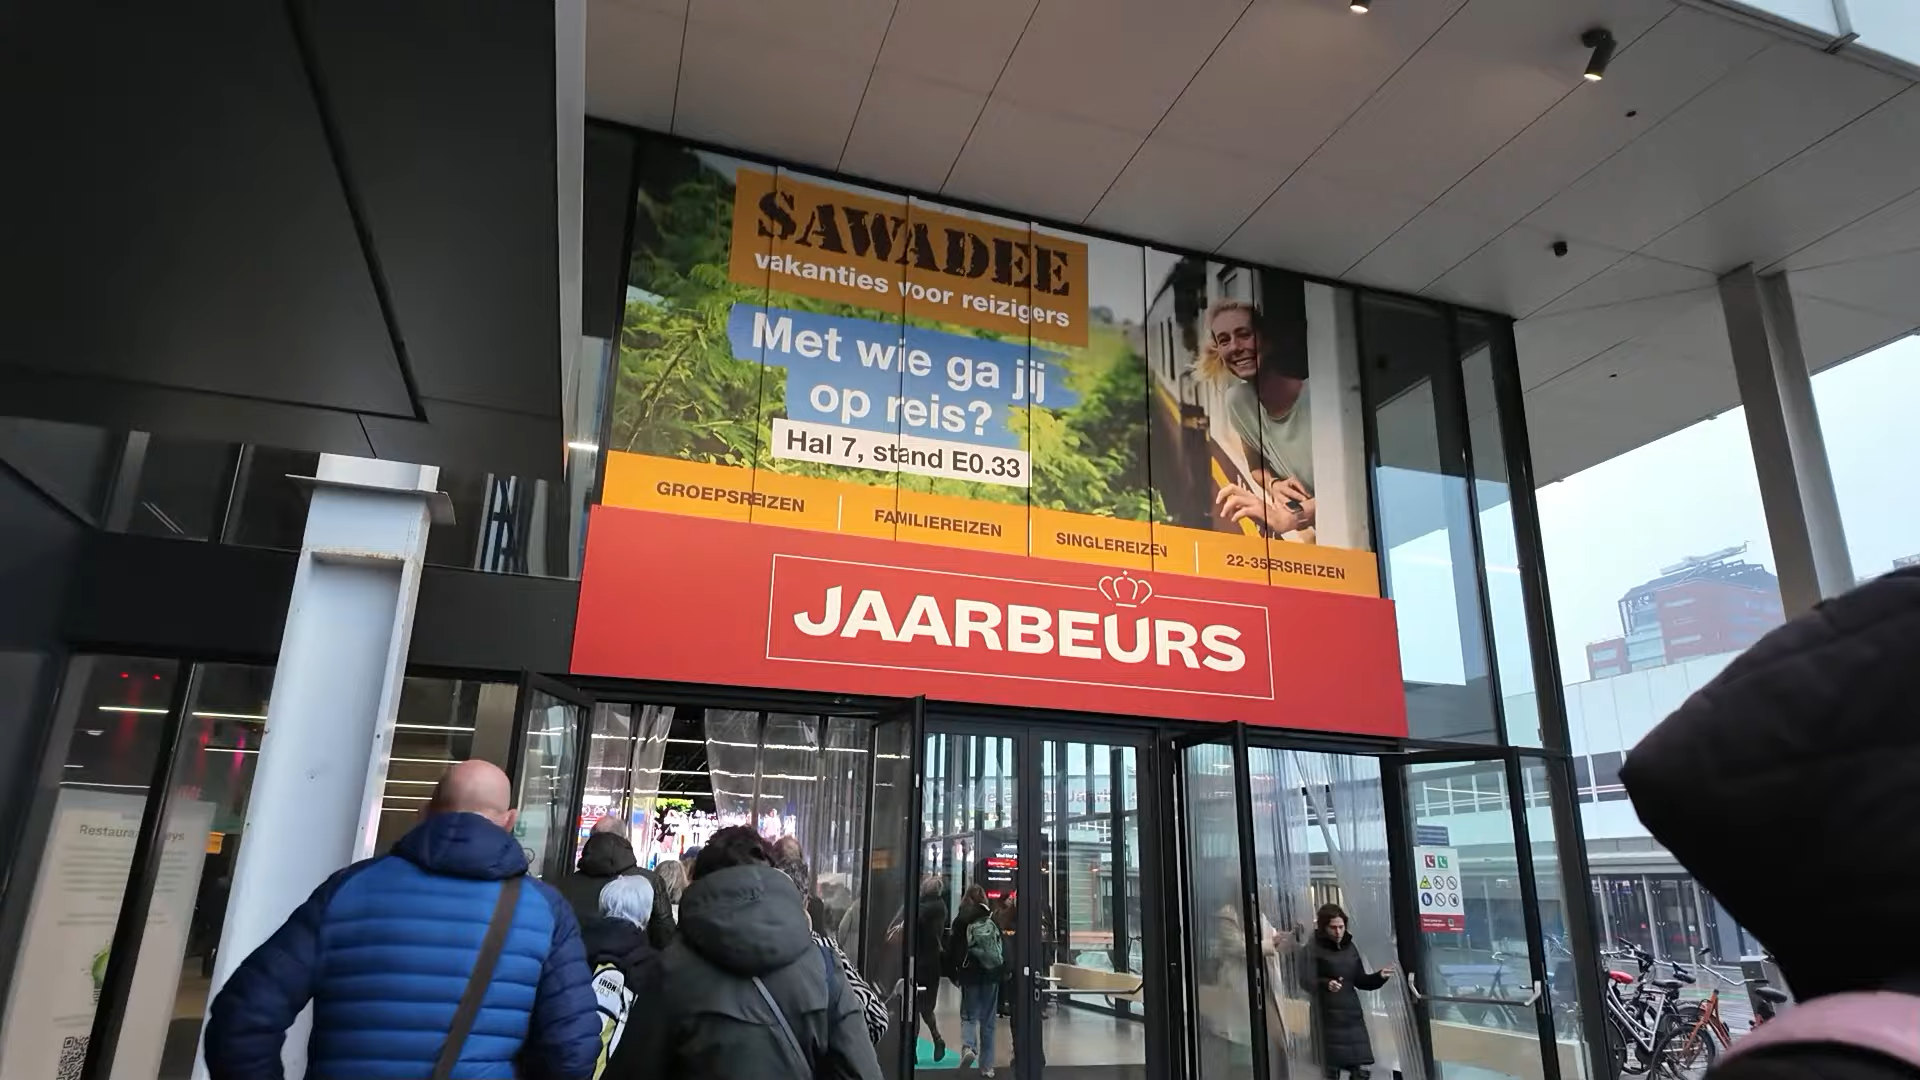 SAWADEE
vakanties voor reizigers
Met wie ga jij
op reis?
Hal 7, stand E0.33
GROEPSREIZEN
FAMILIEREIZEN
SINGLEREIZEN
22-35ERSREIZEN
JAARBEURS
IRON